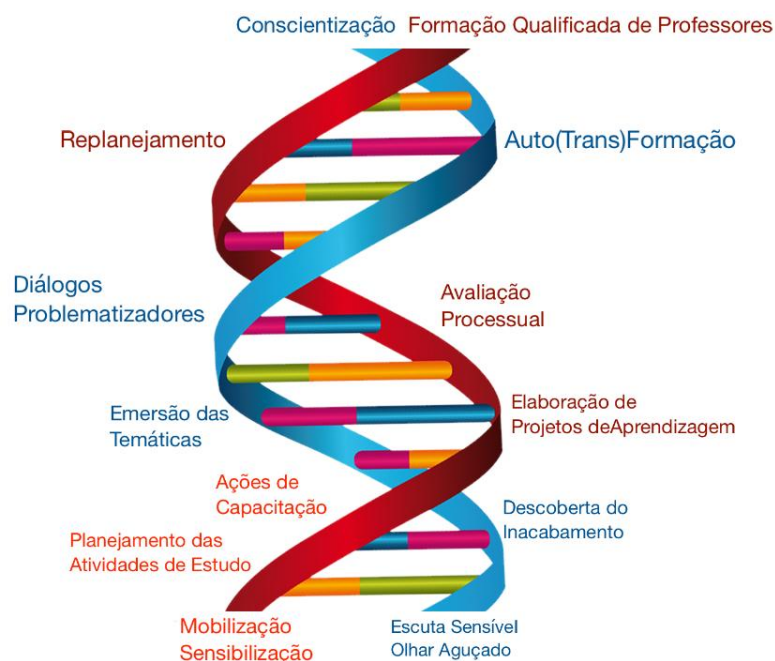 Conscientização
Formação Qualificada de Professores
Replanejamento
Auto(Trans)Formação
Diálogos
Problematizadores
Avaliação
Processual
Emersão das
Temáticas
Elaboração de
Projetos deAprendizagem
Ações de
Capacitação
Descoberta do
Inacabamento
Planejamento das
Atividades de Estudo
Mobilização
Sensibilização
Escuta Sensível
Olhar Aguçado